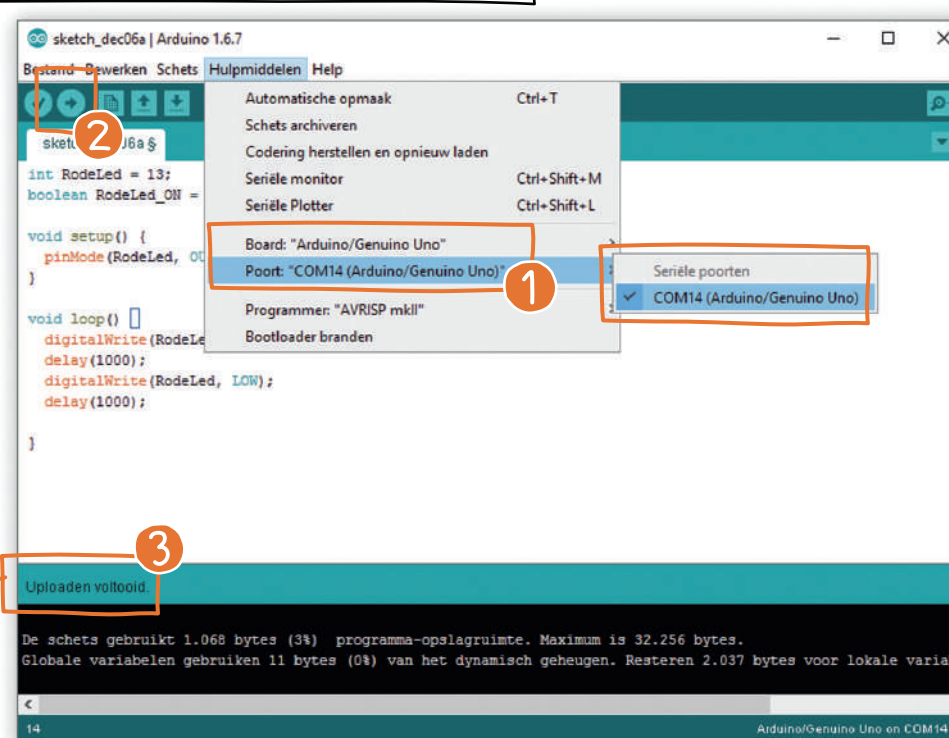 sketch_dec06a | Arduino 1.6.7
Bestand Bewerken Schets Hulpmiddelen Help
Automatische opmaak Ctrl+T
Schets archiveren
Codering herstellen en opnieuw laden
Seriële monitor Ctrl+Shift+M
Seriële Plotter Ctrl+Shift+L
Board: "Arduino/Genuino Uno"
Poort: "COM14 (Arduino/Genuino Uno)"
Programmer: "AVRISP mkII"
Bootloader branden
Seriële poorten
COM14 (Arduino/Genuino Uno)
1
2
int RodeLed = 13;
boolean RodeLed_ON =
void setup() {
pinMode(RodeLed,
}
void loop() {
digitalWrite(
delay(1000);
digitalWrite(RodeLed, LOW);
delay(1000);
}
3
Uploaden voltooid.
De schets gebruikt 1.068 bytes (3%) programma-opslagruimte. Maximum is 32.256 bytes.
Globale variabelen gebruiken 11 bytes (0%) van het dynamisch geheugen. Resteren 2.037 bytes voor lokale varia
14
Arduino/Genuino Uno on COM14